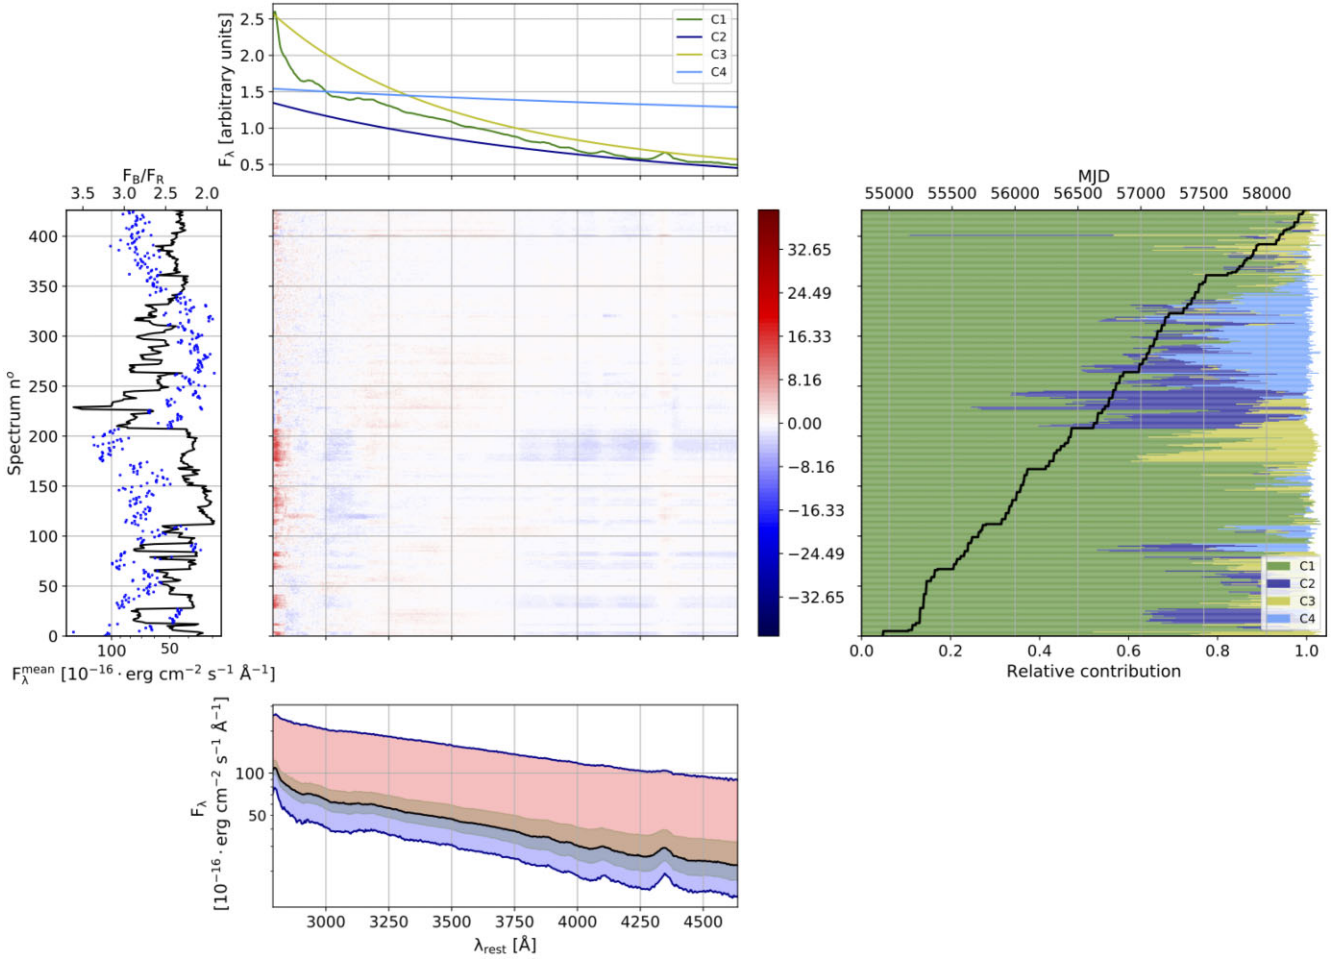 F_λ [arbitrary units]
2.5
2.0
1.5
1.0
0.5
C1
C2
C3
C4
F_B/F_R
3.5 3.0 2.5 2.0
Spectrum nº
400
350
300
250
200
150
100
50
0
100 50
F_λ^mean [10⁻¹⁶ · erg cm⁻² s⁻¹ Å⁻¹]
32.65
24.49
16.33
8.16
0.00
−8.16
−16.33
−24.49
−32.65
MJD
55000 55500 56000 56500 57000 57500 58000
C1
C2
C3
C4
0.0 0.2 0.4 0.6 0.8 1.0
Relative contribution
F_λ
[10⁻¹⁶ · erg cm⁻² s⁻¹ Å⁻¹]
100
50
3000 3250 3500 3750 4000 4250 4500
λ_rest [Å]